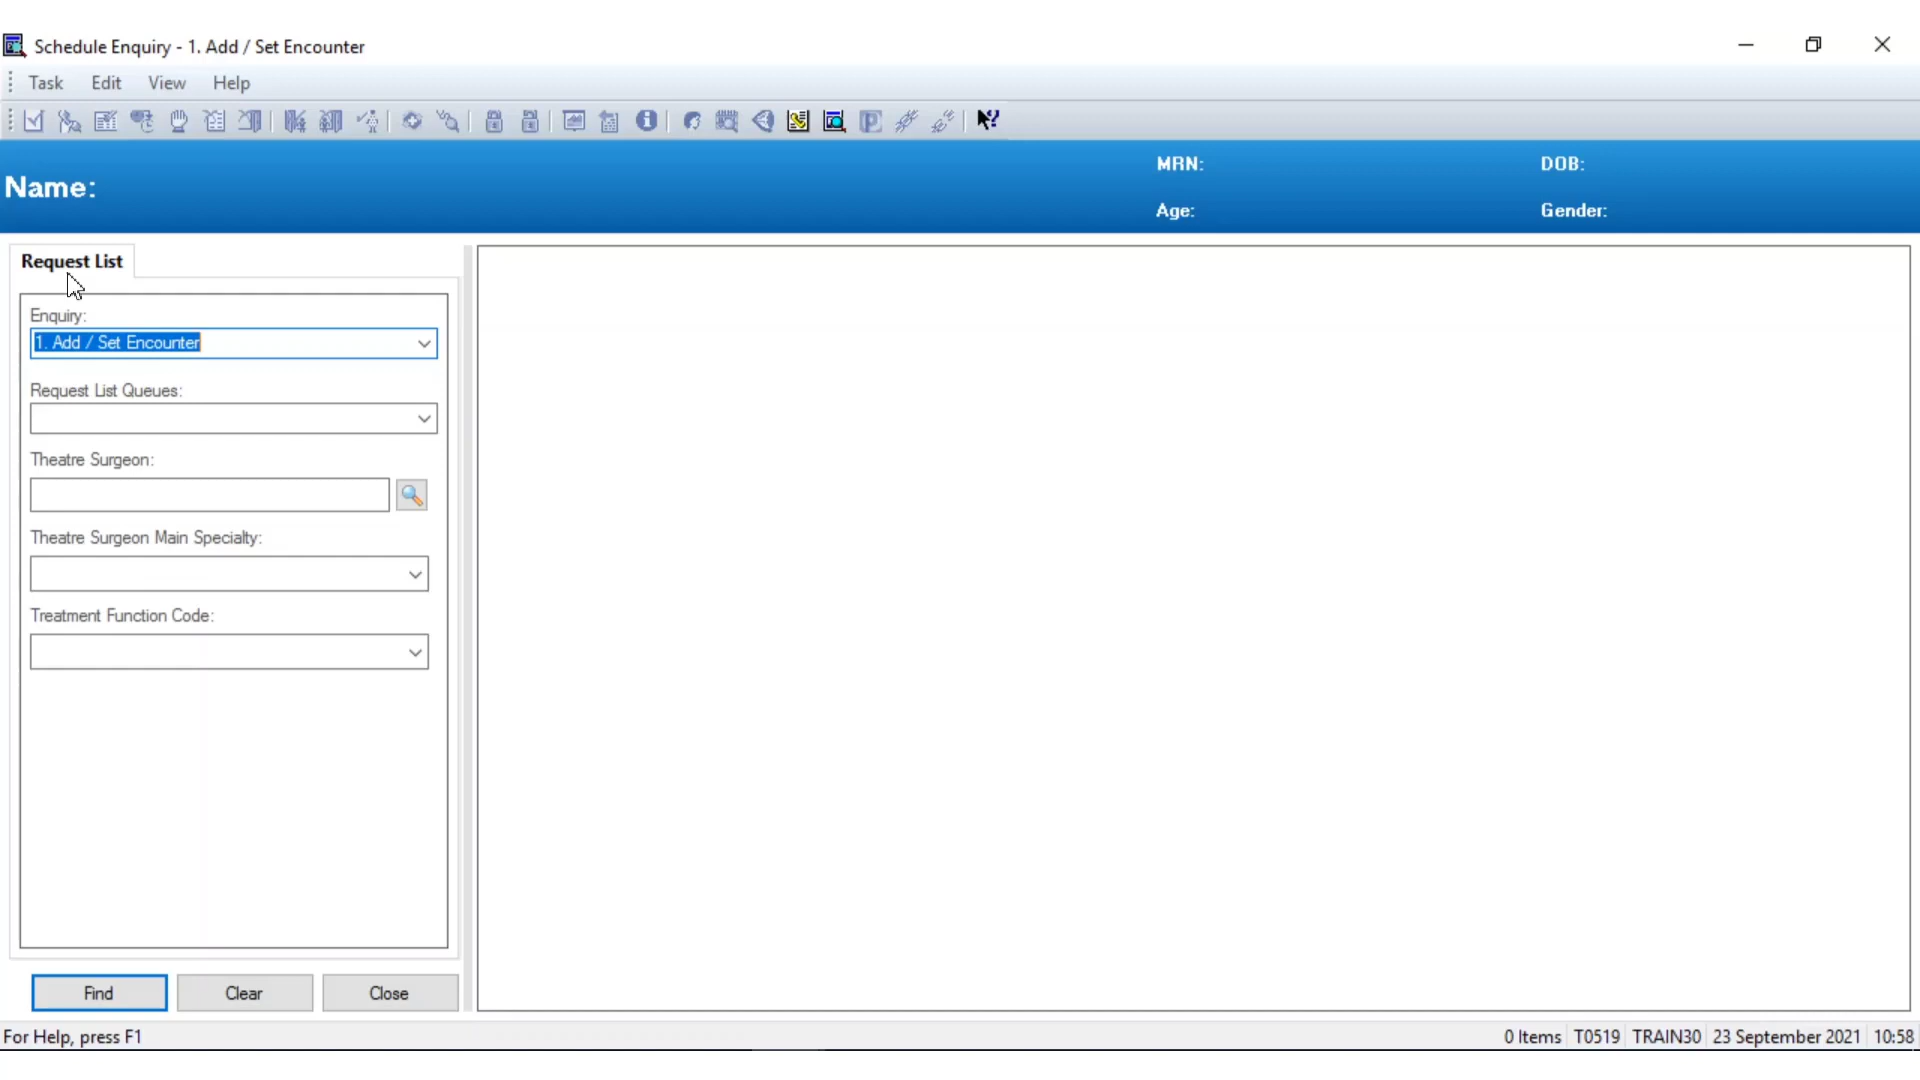 Schedule Enquiry - 1. Add / Set Encounter
Task Edit View Help
Name:
MRN:
DOB:
Age:
Gender:
Request List
Enquiry:
1. Add / Set Encounter
Request List Queues:
Theatre Surgeon:
Theatre Surgeon Main Specialty:
Treatment Function Code:
Find Clear Close
For Help, press F1
0 Items T0519 TRAIN30 23 September 2021 10:58